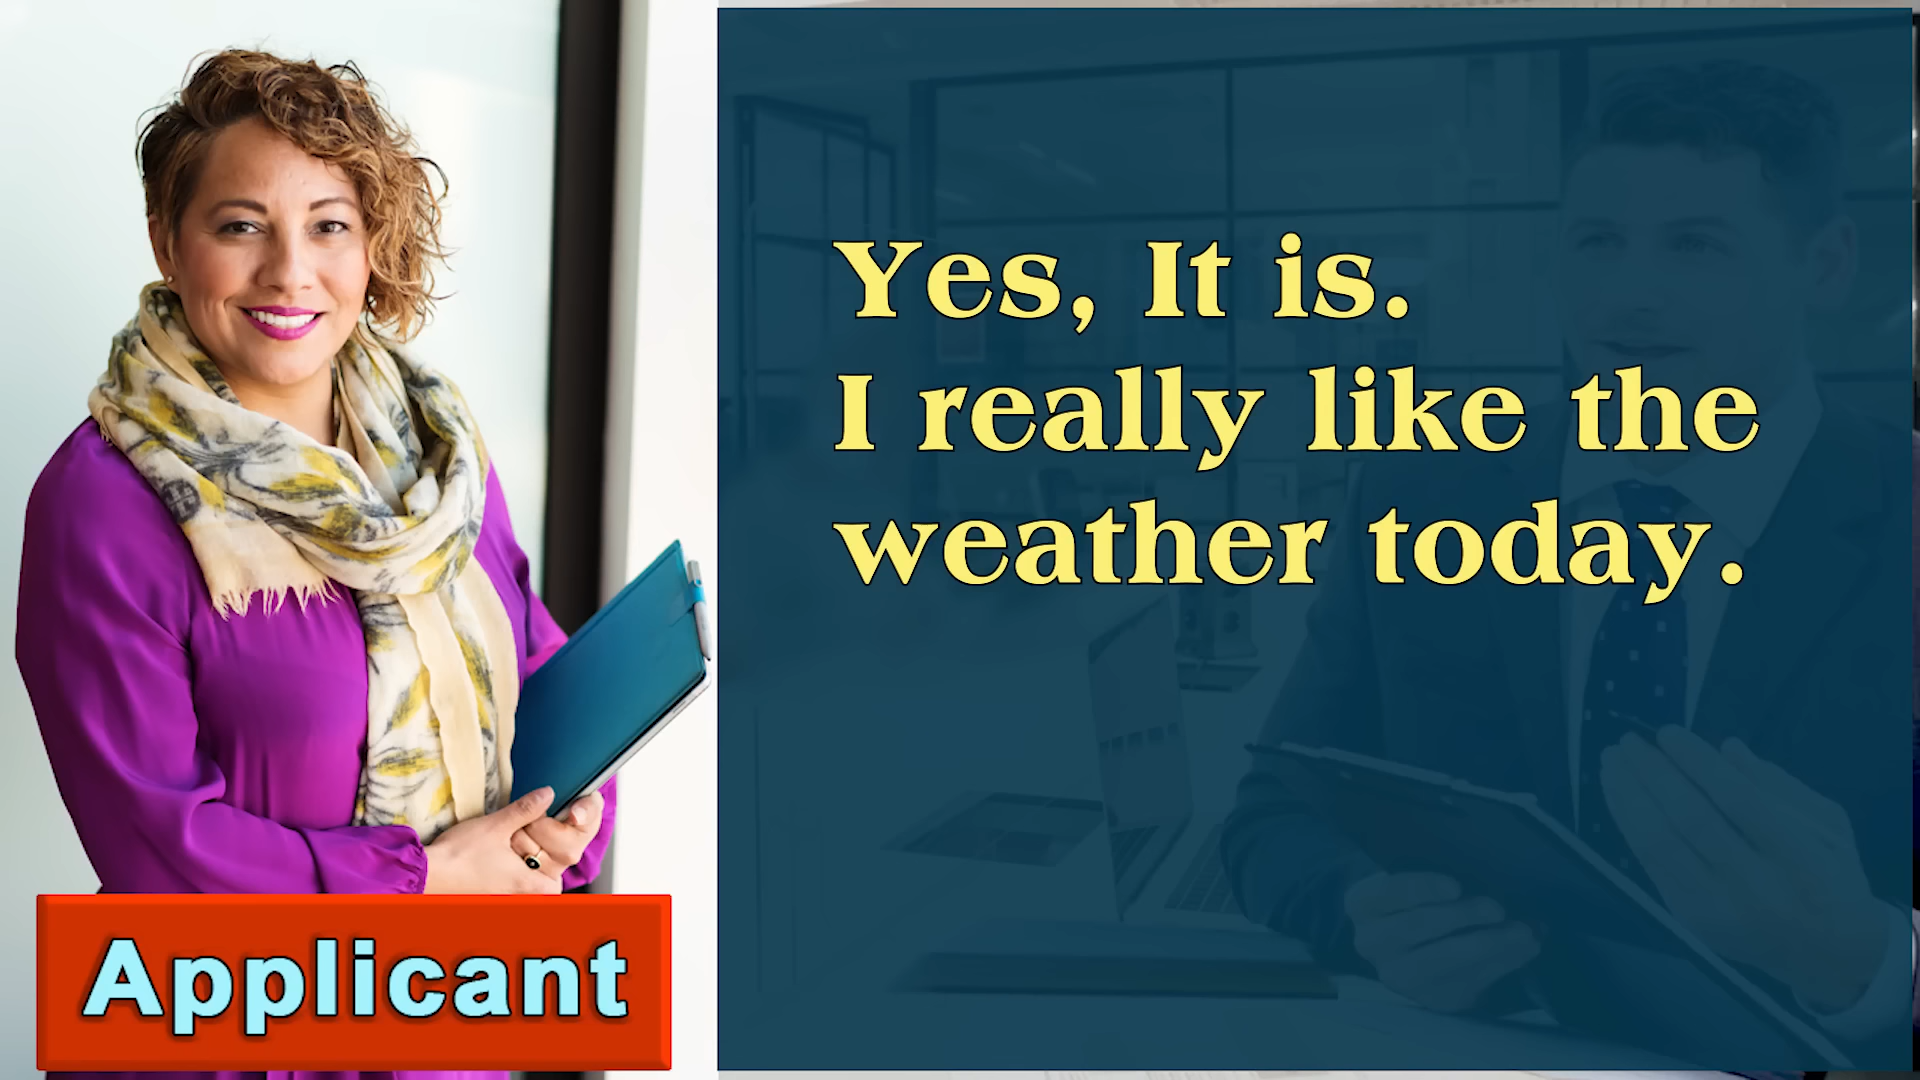 Yes, It is.
I really like the
weather today.
Applicant